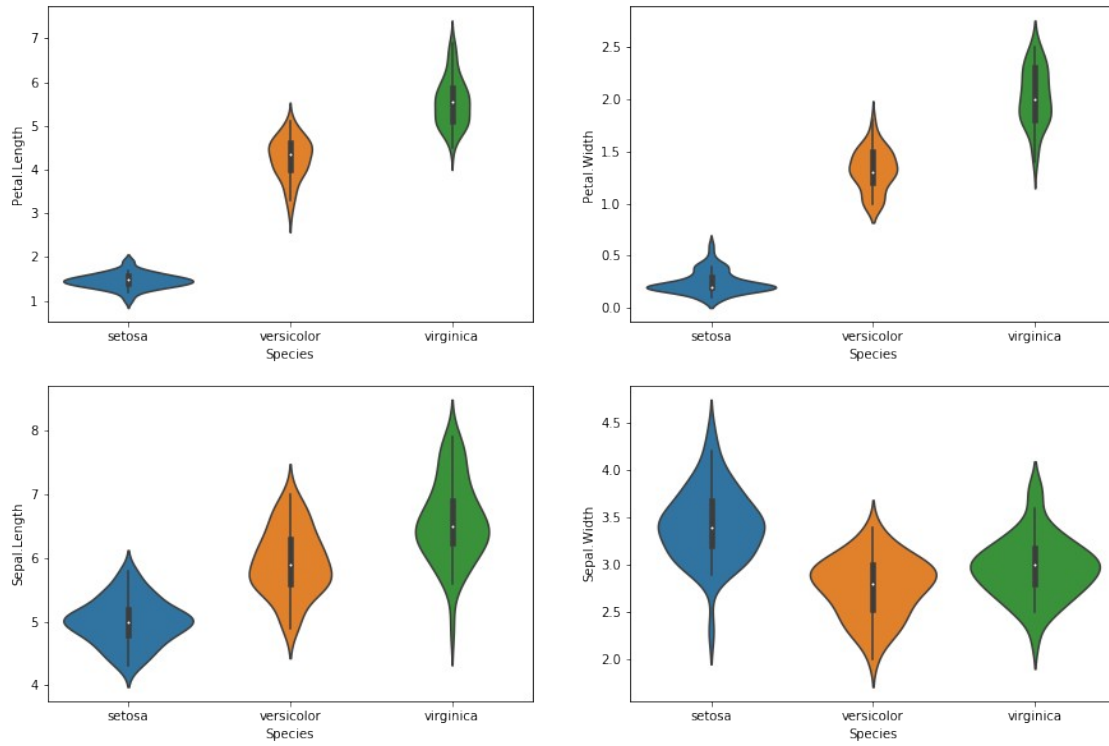 Petal.Length
7
6
5
4
3
2
1
setosa versicolor virginica
Species
Petal.Width
2.5
2.0
1.5
1.0
0.5
0.0
setosa versicolor virginica
Species
Sepal.Length
8
7
6
5
4
setosa versicolor virginica
Species
Sepal.Width
4.5
4.0
3.5
3.0
2.5
2.0
setosa versicolor virginica
Species